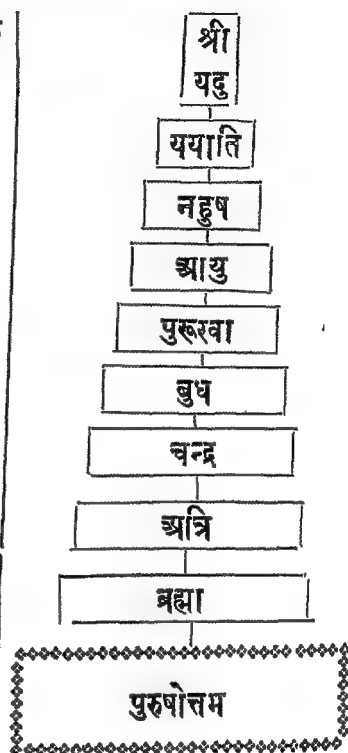 श्री
यदु
ययाति
नहुष
आयु
पुरूरवा
बुध
चन्द्र
अत्रि
ब्रह्मा
पुरुषोत्तम